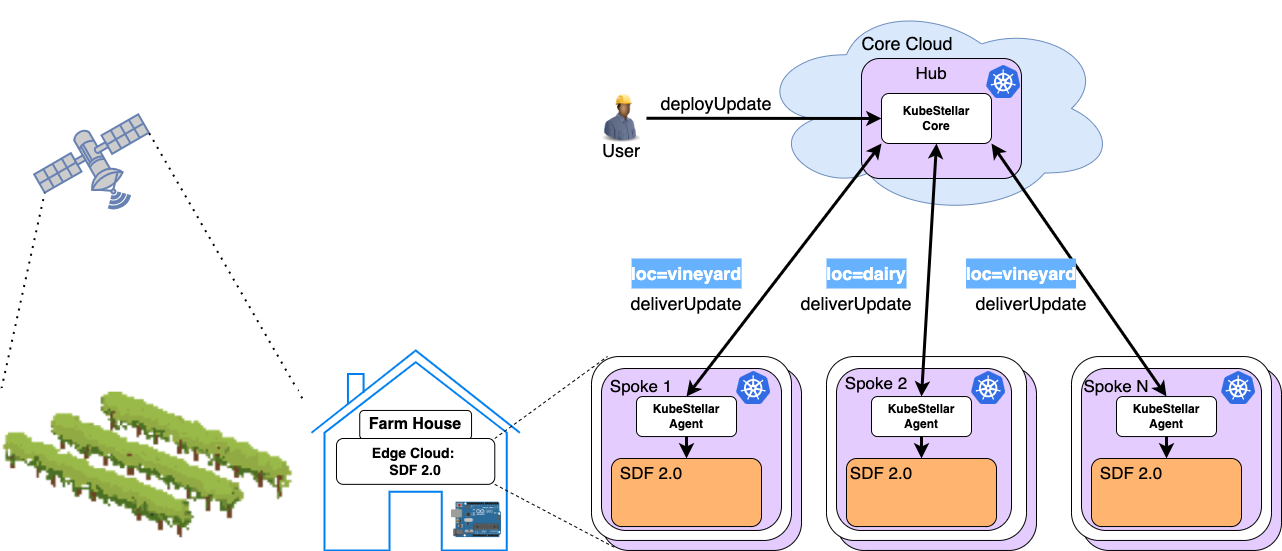 Core Cloud
Hub
KubeStellar
Core
deployUpdate
User
loc=vineyard
deliverUpdate
loc=dairy
deliverUpdate
loc=vineyard
deliverUpdate
Farm House
Edge Cloud:
SDF 2.0
Spoke 1
KubeStellar
Agent
SDF 2.0
Spoke 2
KubeStellar
Agent
SDF 2.0
Spoke N
KubeStellar
Agent
SDF 2.0